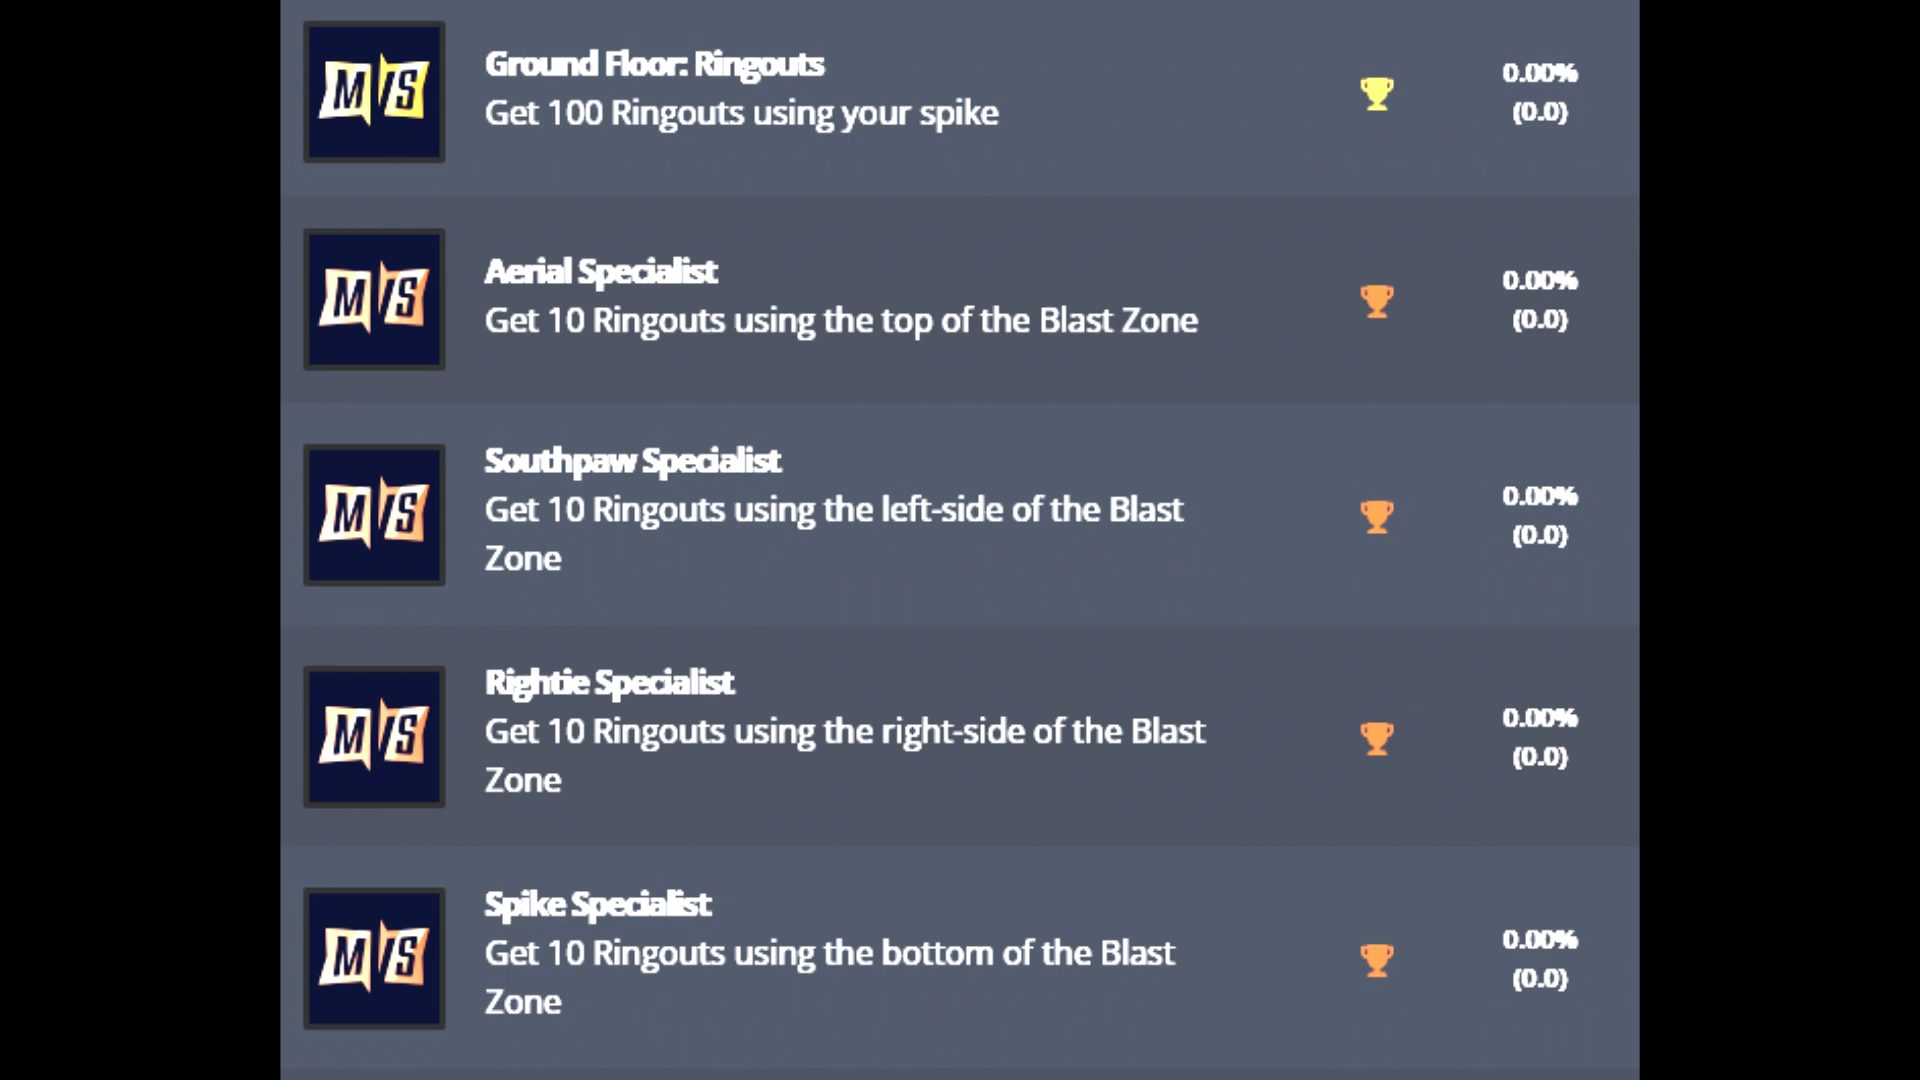 M/S
Ground Floor: Ringouts
Get 100 Ringouts using your spike
0.00%
(0.0)
M/S
Aerial Specialist
Get 10 Ringouts using the top of the Blast Zone
0.00%
(0.0)
M/S
Southpaw Specialist
Get 10 Ringouts using the left-side of the Blast
Zone
0.00%
(0.0)
M/S
Rightie Specialist
Get 10 Ringouts using the right-side of the Blast
Zone
0.00%
(0.0)
M/S
Spike Specialist
Get 10 Ringouts using the bottom of the Blast
Zone
0.00%
(0.0)